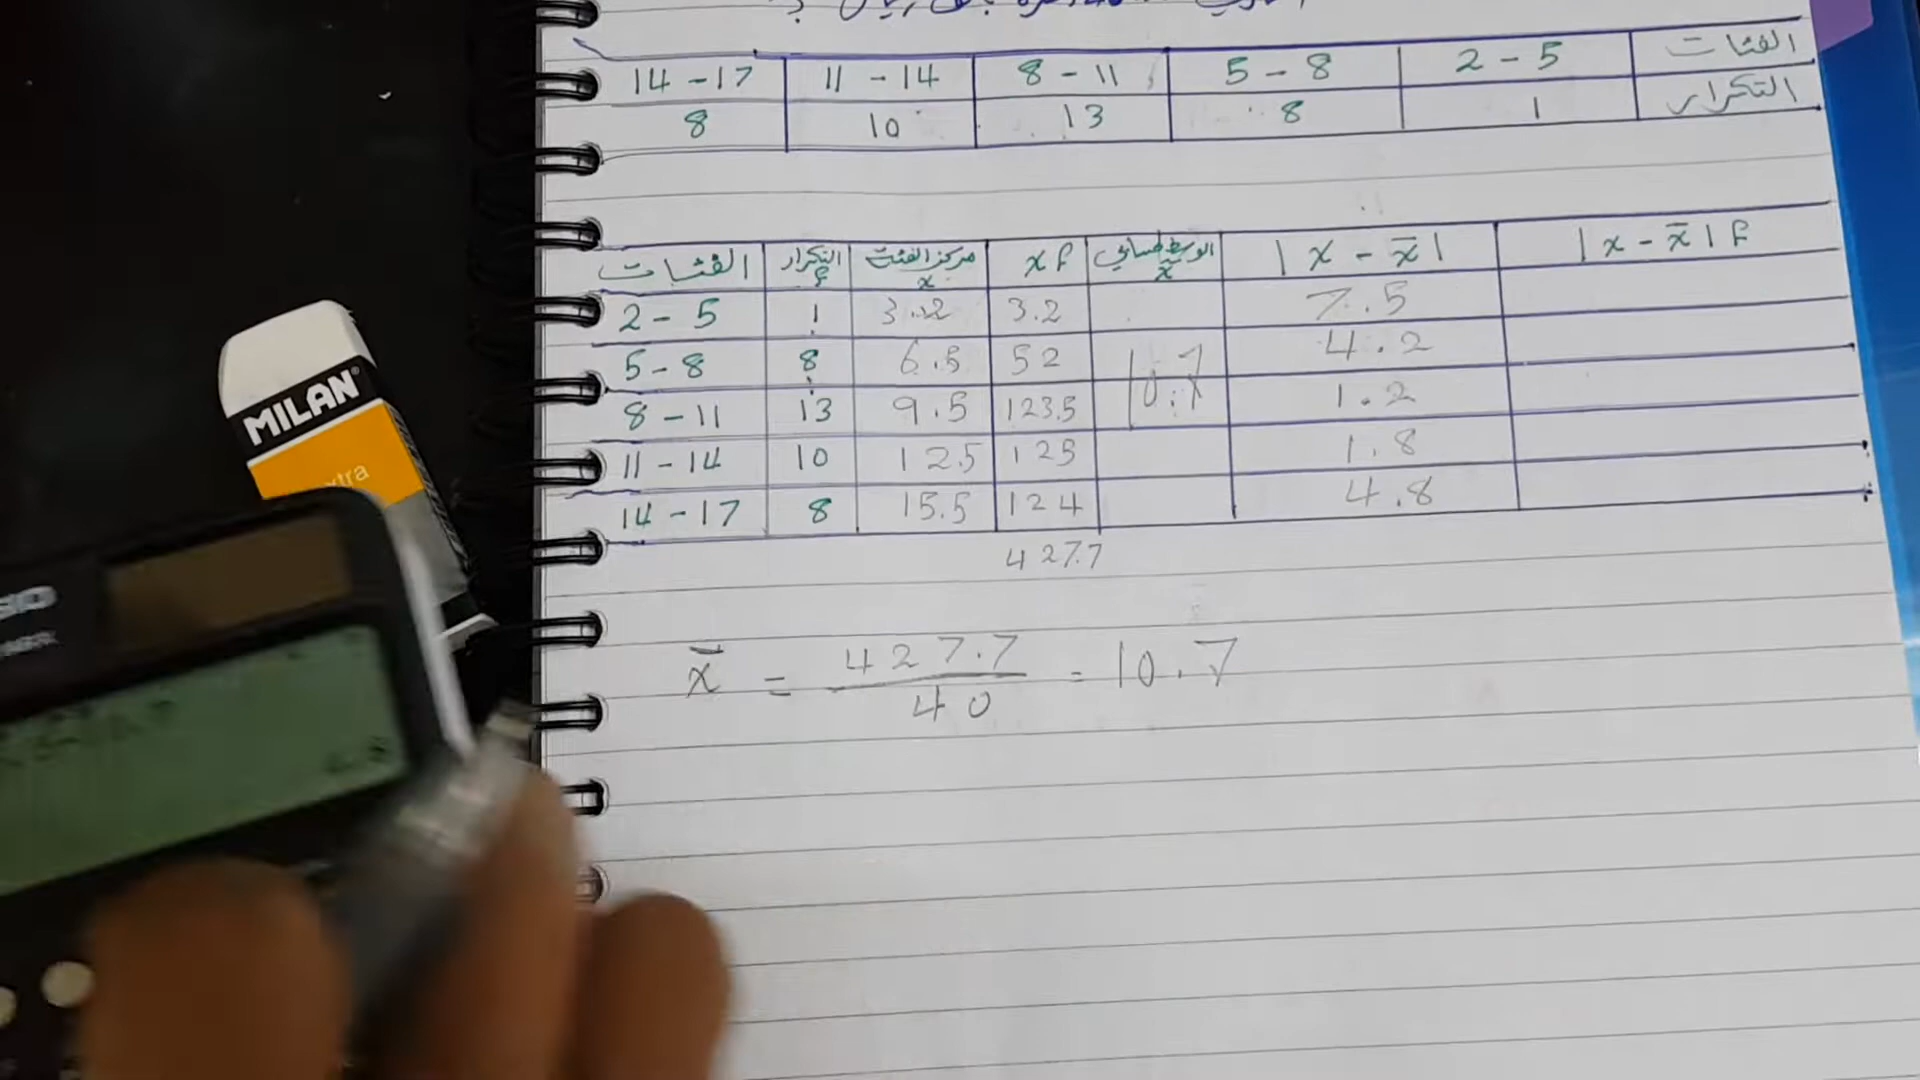 الفئات 2 - 5 5 - 8 8 - 11 11 - 14 14 - 17
التكرار 1 8 13 10 8
الفئات التكرار f مركز الفئة x x f الوسط الحسابي x̄ | x - x̄ | | x - x̄ | f
2 - 5 1 3.2 3.2 7.5
5 - 8 8 6.5 52 10.7 4.2
8 - 11 13 9.5 123.5 1.2
11 - 14 10 12.5 125 1.8
14 - 17 8 15.5 124 4.8
427.7
x̄ = 427.7 / 40 = 10.7
MILAN
xtra